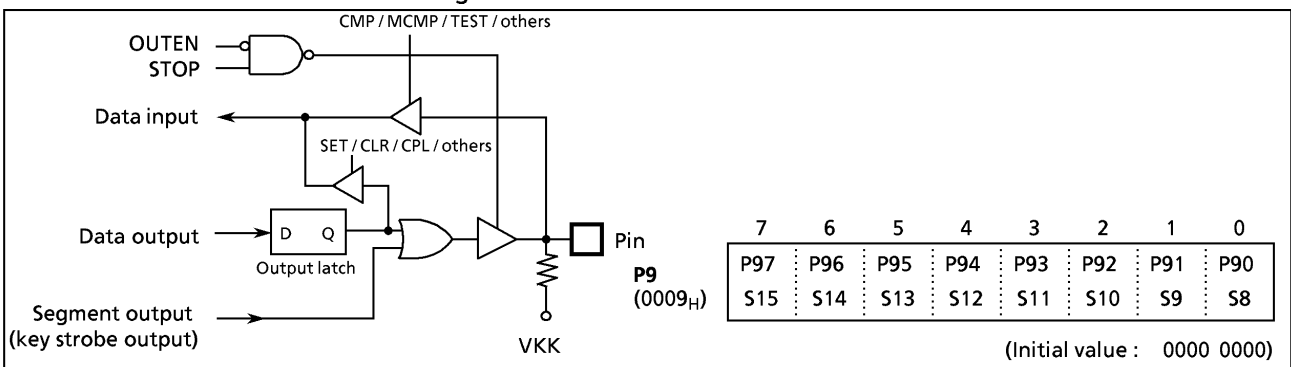 CMP / MCMP / TEST / others
OUTEN
STOP
Data input
SET / CLR / CPL / others
Data output
D Q
Output latch
Pin
Segment output
(key strobe output)
VKK
7 6 5 4 3 2 1 0
P9
(0009H)
P97 P96 P95 P94 P93 P92 P91 P90
S15 S14 S13 S12 S11 S10 S9 S8
(Initial value : 0000 0000)